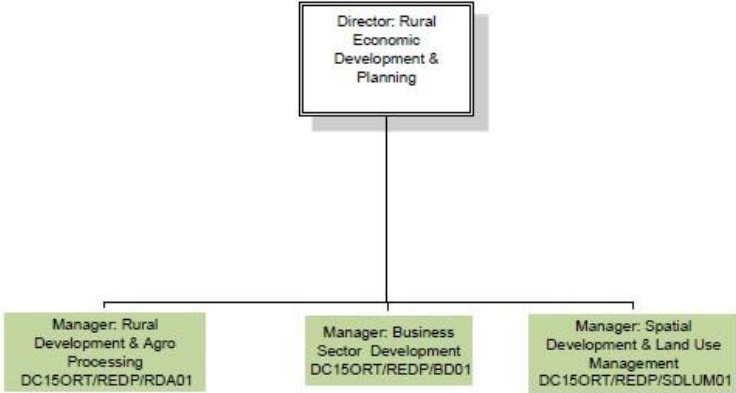 Director: Rural
Economic
Development &
Planning
Manager: Rural
Development & Agro
Processing
DC15ORT/REDP/RDA01
Manager: Business
Sector Development
DC15ORT/REDP/BD01
Manager: Spatial
Development & Land Use
Management
DC15ORT/REDP/SDLUM01